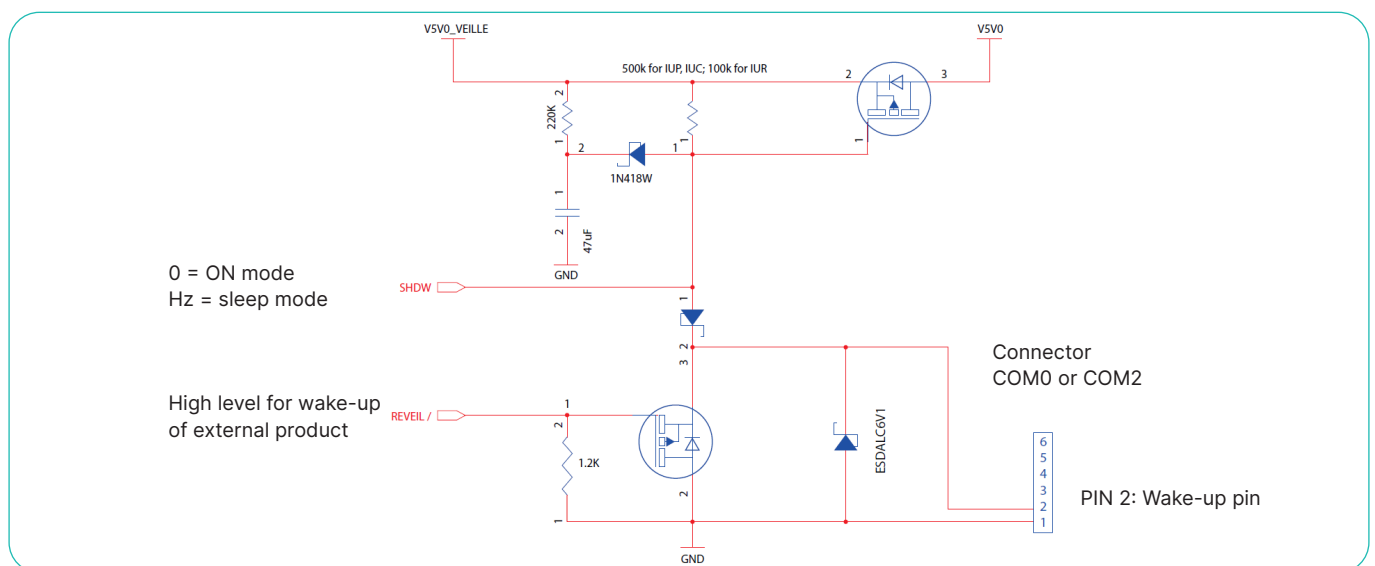 V5V0_VEILLE
V5V0
500k for IUP, IUC; 100k for IUR
2
3
2
220K
1
1
1
2
1
1N418W
1
2
47uF
GND
0 = ON mode
Hz = sleep mode
SHDW
1
2
3
Connector
COM0 or COM2
High level for wake-up
of external product
REVEIL /
1
2
1.2K
1
2
ESDALC6V1
6
5
4
3
2
1
PIN 2: Wake-up pin
GND